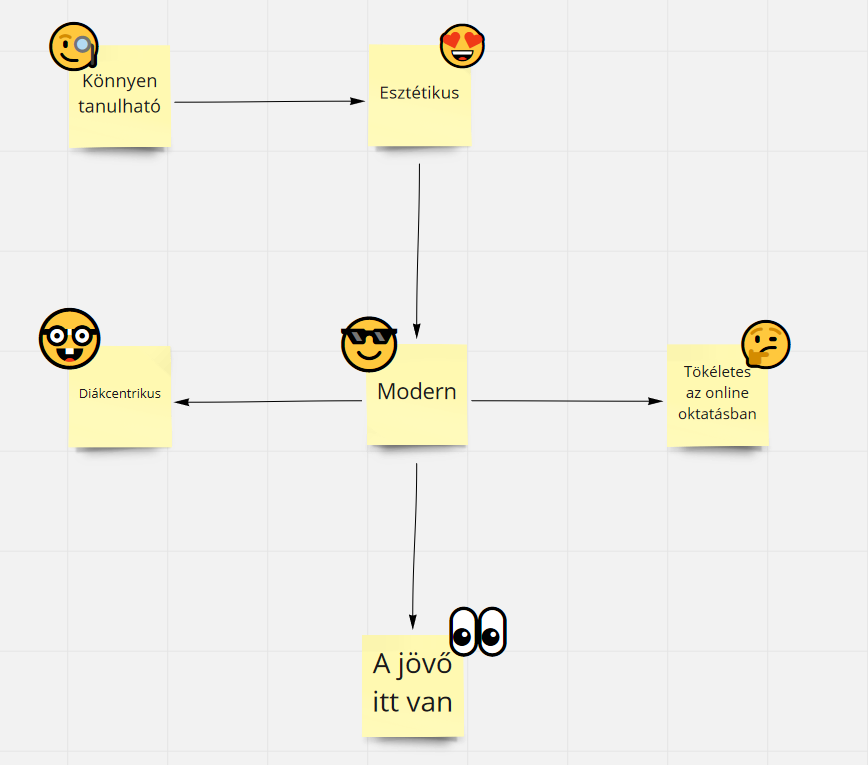 Könnyen
tanulható
Esztétikus
Diákcentrikus
Modern
Tökéletes
az online
oktatásban
A jövő
itt van